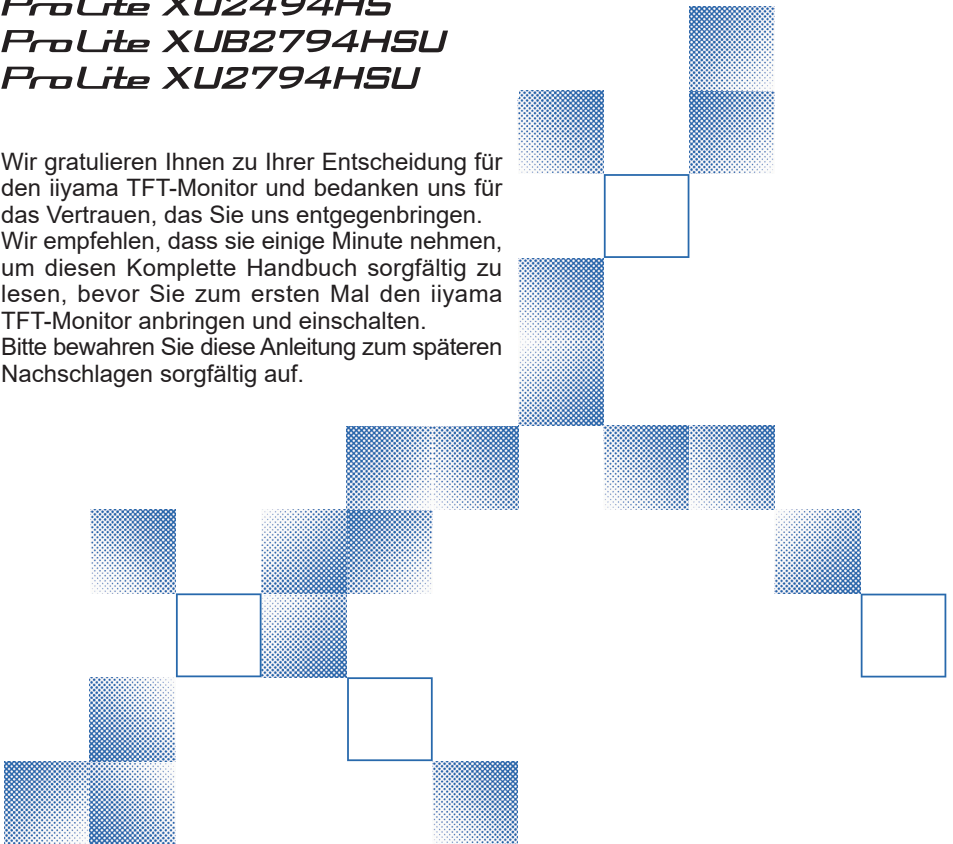 ProLite XU2494HS
ProLite XUB2794HSU
ProLite XU2794HSU
Wir gratulieren Ihnen zu Ihrer Entscheidung für
den iiyama TFT-Monitor und bedanken uns für
das Vertrauen, das Sie uns entgegenbringen.
Wir empfehlen, dass sie einige Minute nehmen,
um diesen Komplette Handbuch sorgfältig zu
lesen, bevor Sie zum ersten Mal den iiyama
TFT-Monitor anbringen und einschalten.
Bitte bewahren Sie diese Anleitung zum späteren
Nachschlagen sorgfältig auf.